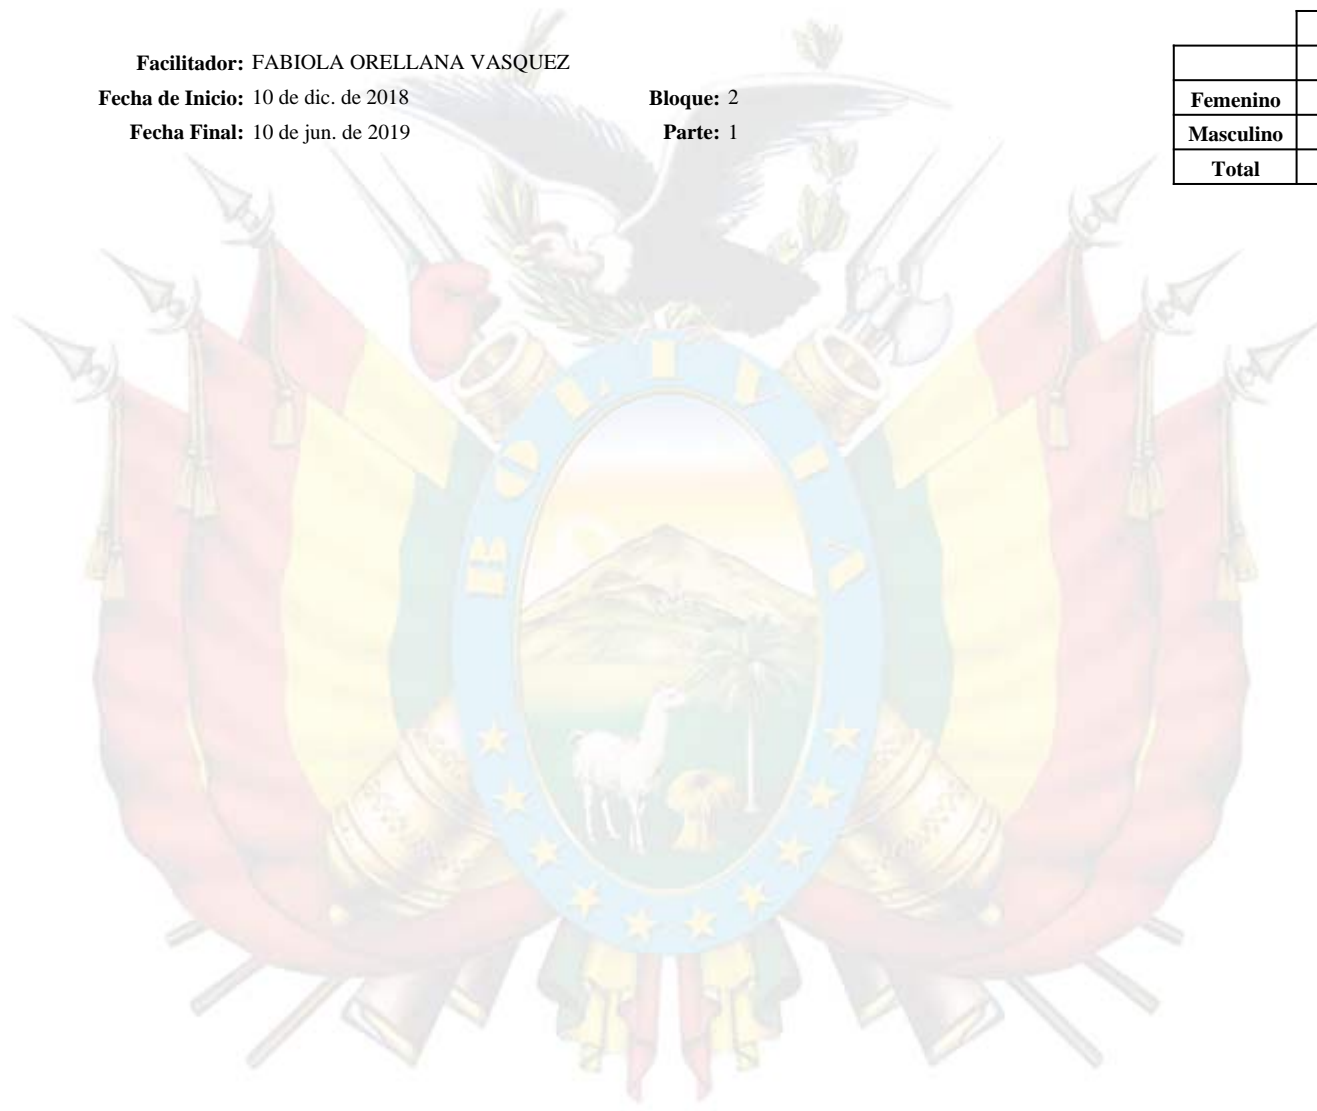 Facilitador: FABIOLA ORELLANA VASQUEZ
Fecha de Inicio: 10 de dic. de 2018 Bloque: 2
Fecha Final: 10 de jun. de 2019 Parte: 1
Femenino
Masculino
Total
BOLIVIA